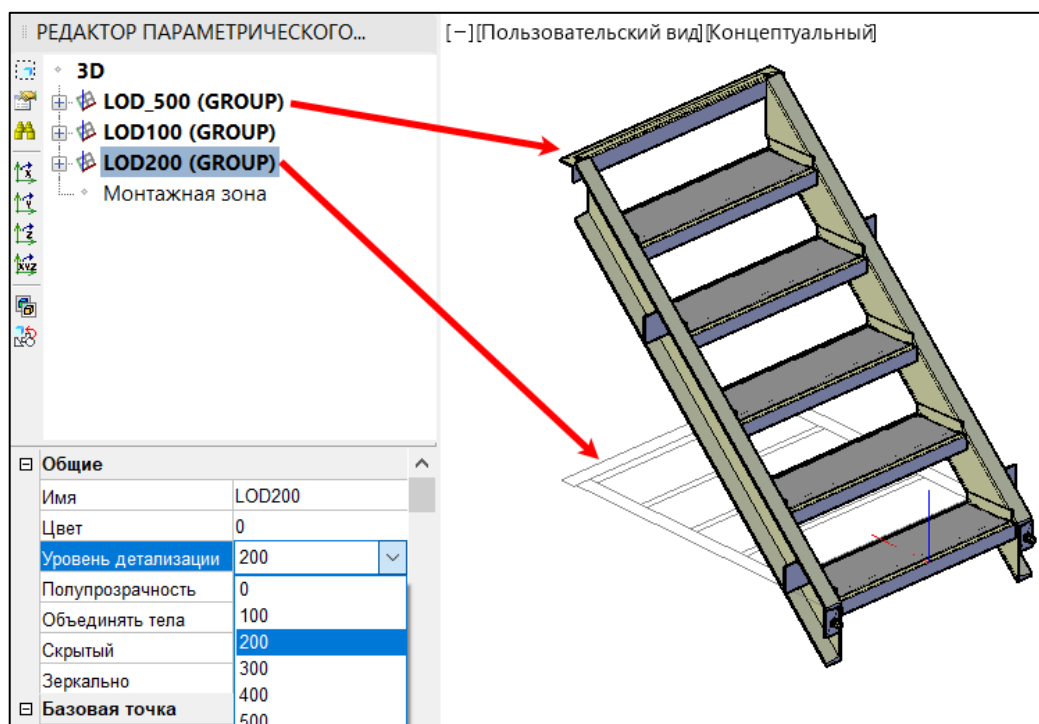 РЕДАКТОР ПАРАМЕТРИЧЕСКОГО...
[−][Пользовательский вид][Концептуальный]
3D
LOD_500 (GROUP)
LOD100 (GROUP)
LOD200 (GROUP)
Монтажная зона
Общие
Имя LOD200
Цвет 0
Уровень детализации 200
Полупрозрачность 0
Объединять тела 100
200
Скрытый 300
Зеркально 400
Базовая точка 500